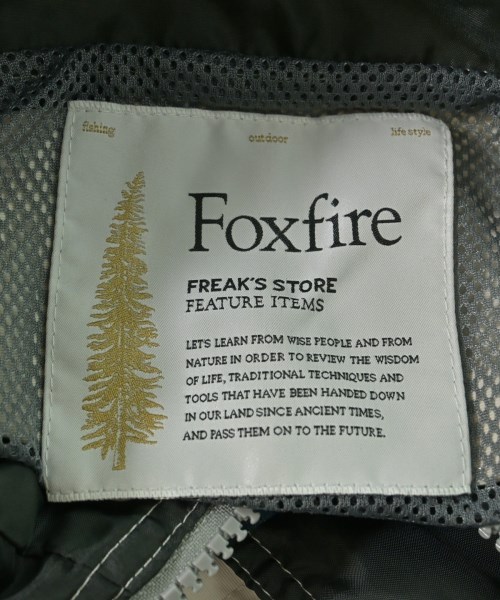 fishing outdoor life style
Foxfire
FREAK'S STORE
FEATURE ITEMS
LET'S LEARN FROM WISE PEOPLE AND FROM
NATURE IN ORDER TO REVIEW THE WISDOM
OF LIFE, TRADITIONAL TECHNIQUES AND
TOOLS THAT HAVE BEEN HANDED DOWN
IN OUR LAND SINCE ANCIENT TIMES,
AND PASS THEM ON TO THE FUTURE.